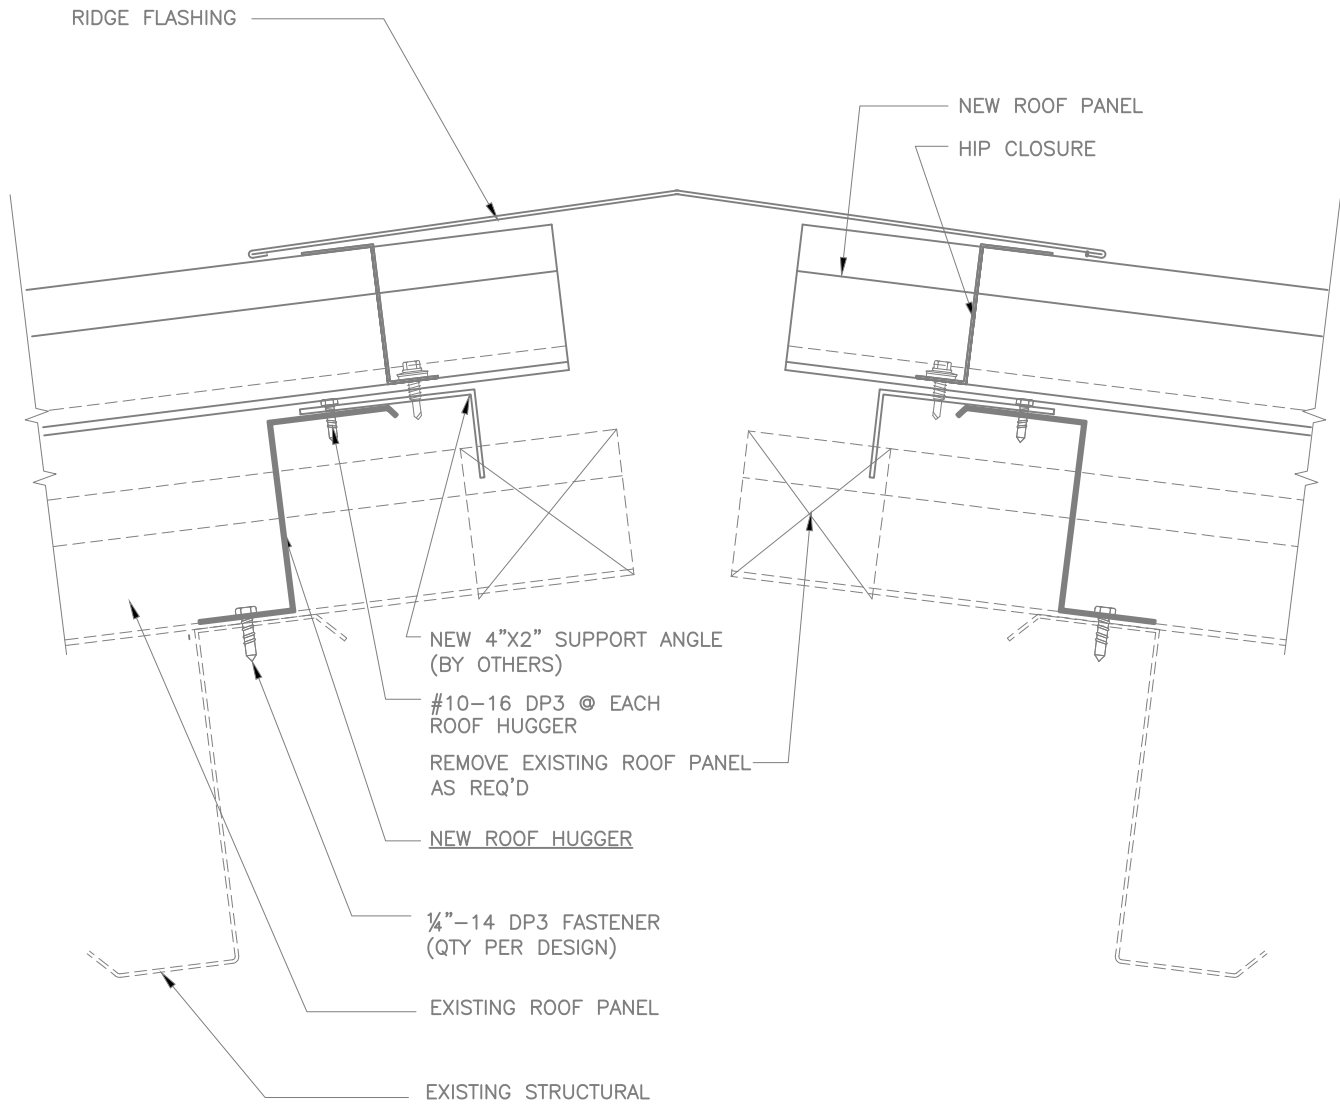 RIDGE FLASHING
NEW ROOF PANEL
HIP CLOSURE
NEW 4”X2” SUPPORT ANGLE
(BY OTHERS)
#10-16 DP3 @ EACH
ROOF HUGGER
REMOVE EXISTING ROOF PANEL
AS REQ'D
NEW ROOF HUGGER
¼”-14 DP3 FASTENER
(QTY PER DESIGN)
EXISTING ROOF PANEL
EXISTING STRUCTURAL